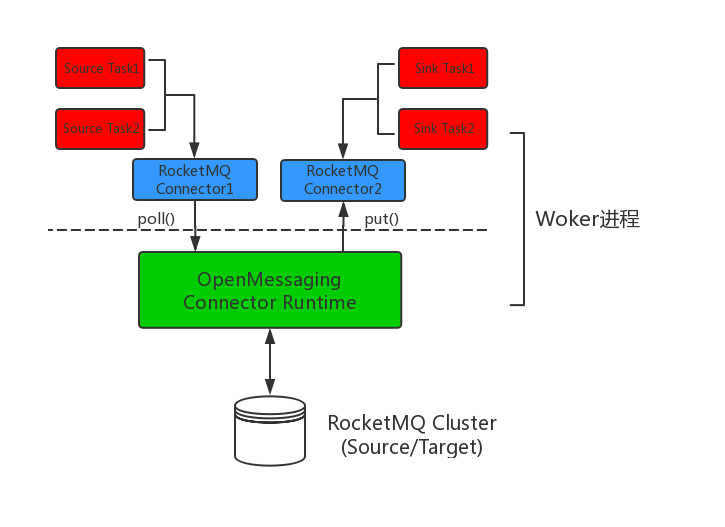 Source Task1
Sink Task1
Source Task2
Sink Task2
RocketMQ
Connector1
RocketMQ
Connector2
poll()
put()
Woker进程
OpenMessaging
Connector Runtime
RocketMQ Cluster
(Source/Target)